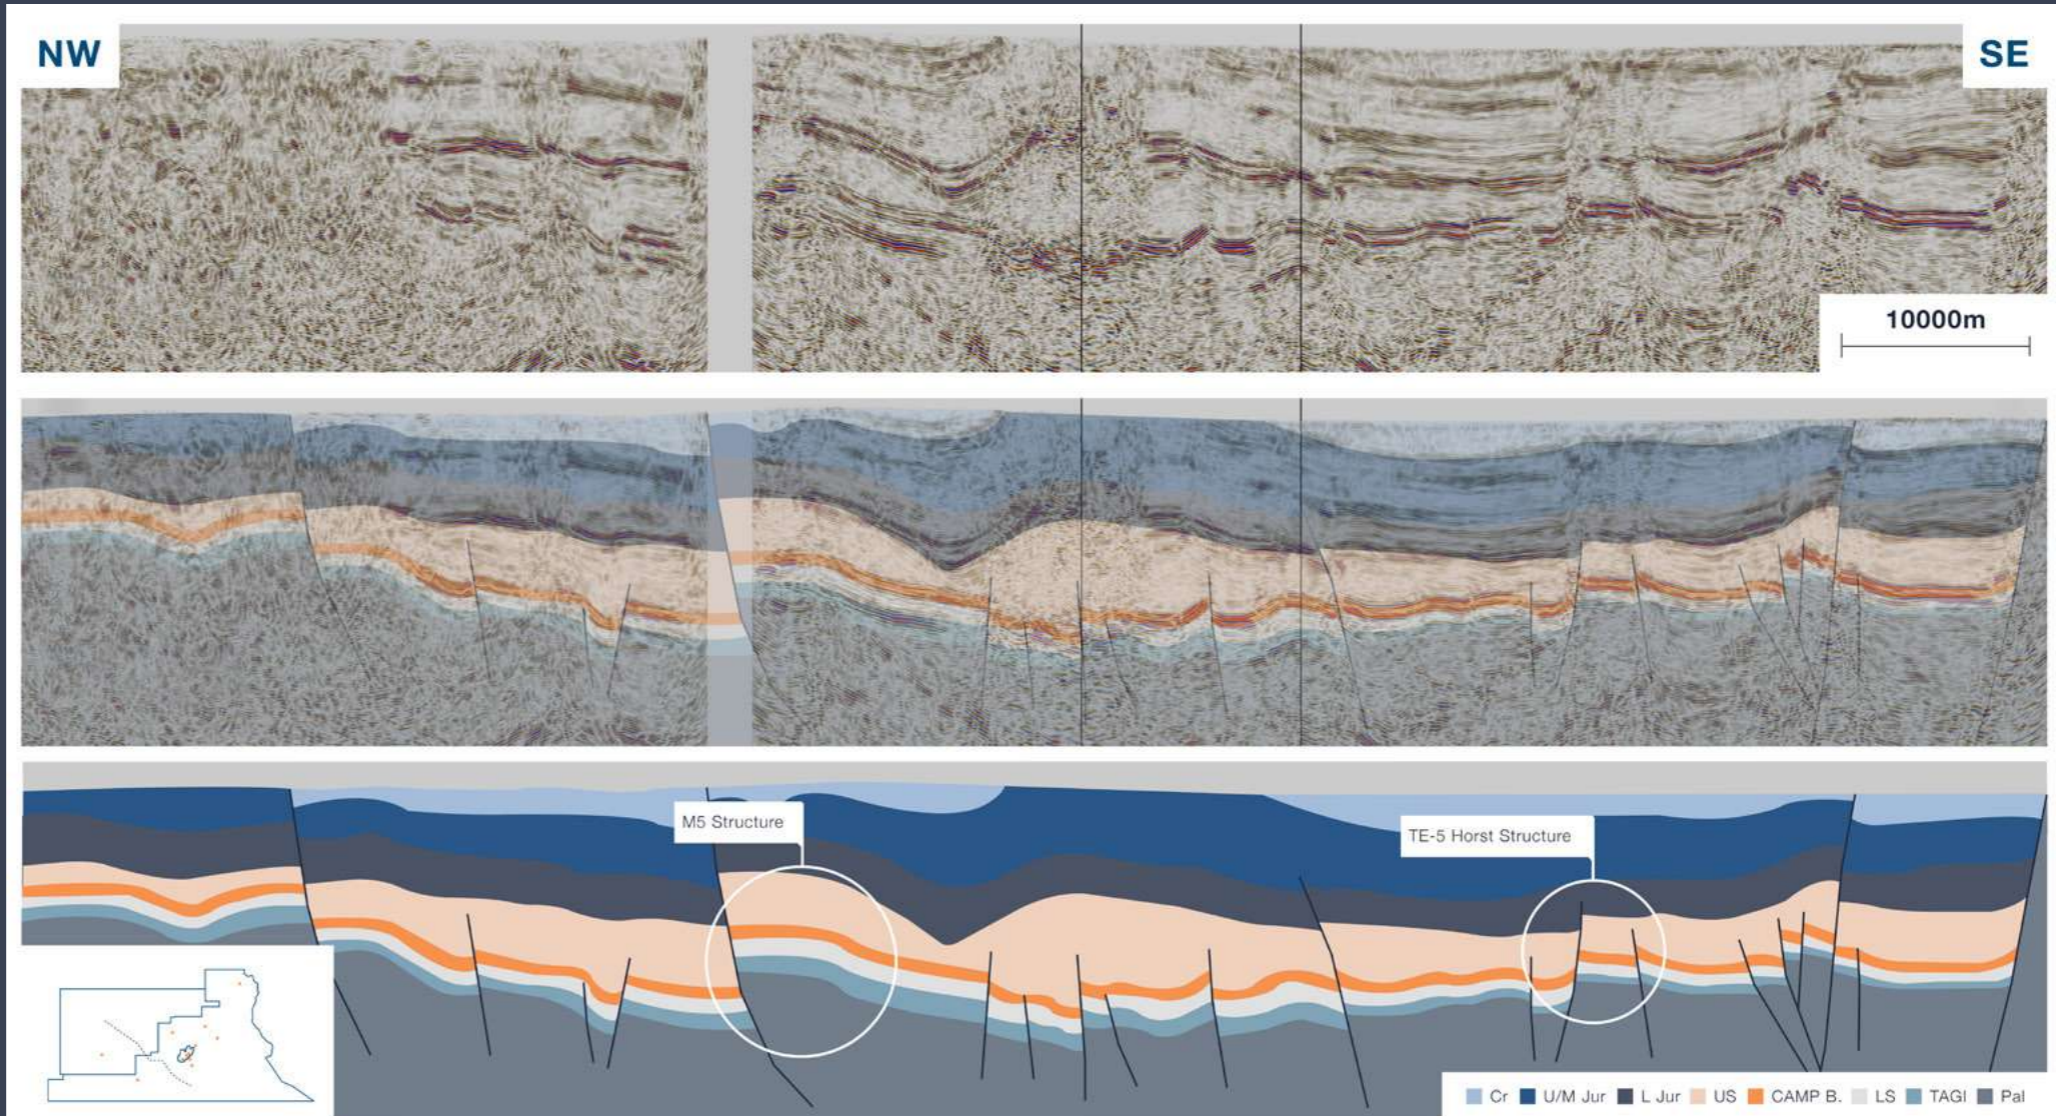 NW
SE
10000m
M5 Structure
TE-5 Horst Structure
Cr U/M Jur L Jur US CAMP B. LS TAGI Pal